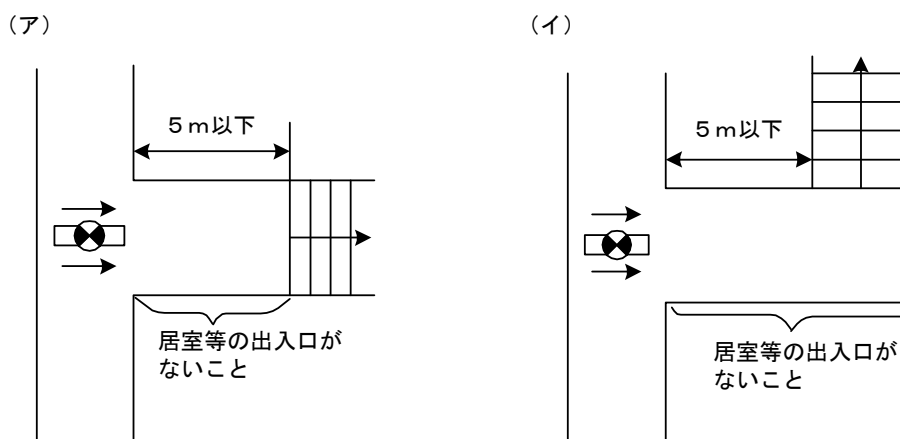 (ア)
(イ)
5m以下
5m以下
居室等の出入口が
ないこと
居室等の出入口が
ないこと